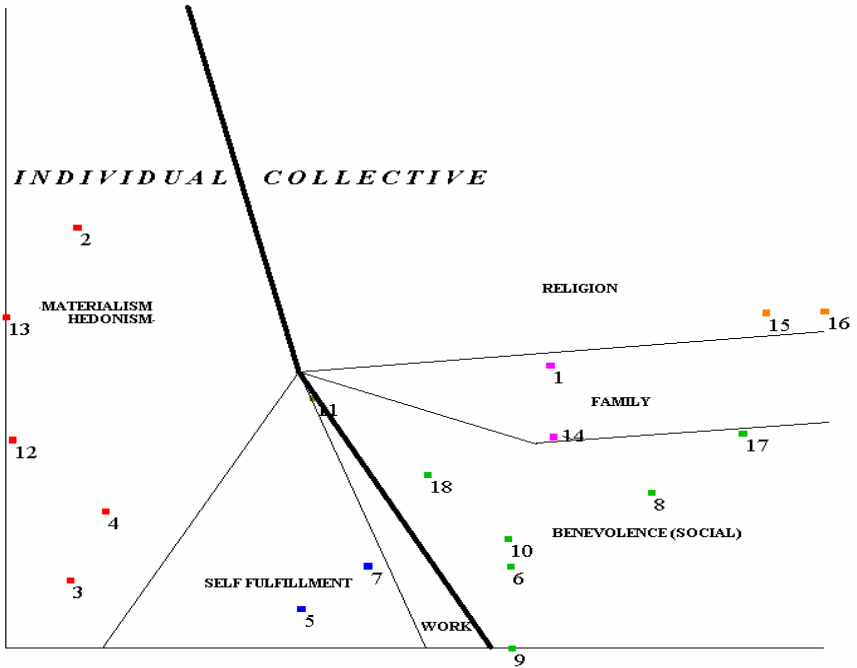 INDIVIDUAL COLLECTIVE
2
RELIGION
MATERIALISM
HEDONISM
13
15
16
1
FAMILY
11
14
17
12
18
8
4
BENEVOLENCE (SOCIAL)
10
7
6
SELF FULFILLMENT
3
5
WORK
9